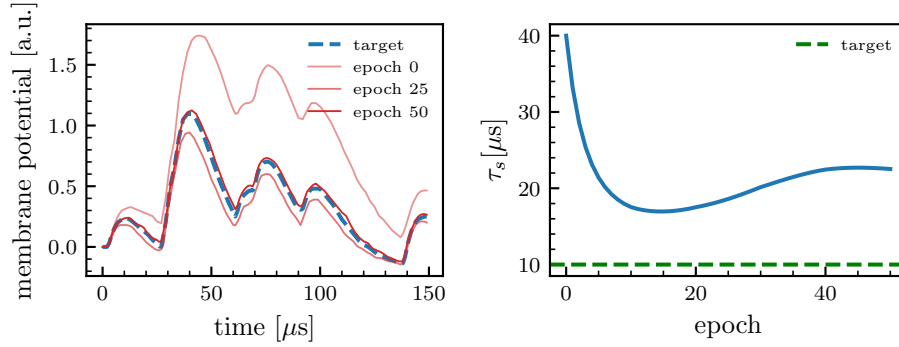 membrane potential [a.u.]
1.5
1.0
0.5
0.0
0
50
100
150
time [μs]
target
epoch 0
epoch 25
epoch 50
τs [μs]
40
30
20
10
0
20
40
epoch
target